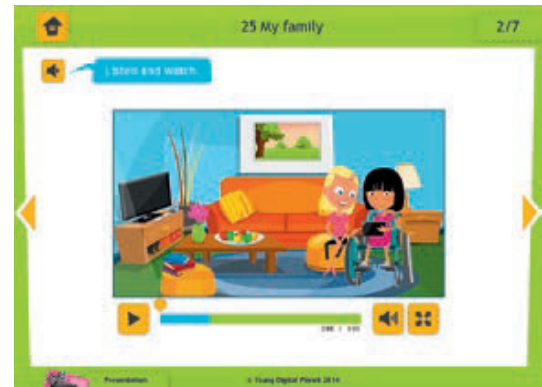 25 My family
2/7
Listen and watch.
Presentation
© Young Digital Planet 2014